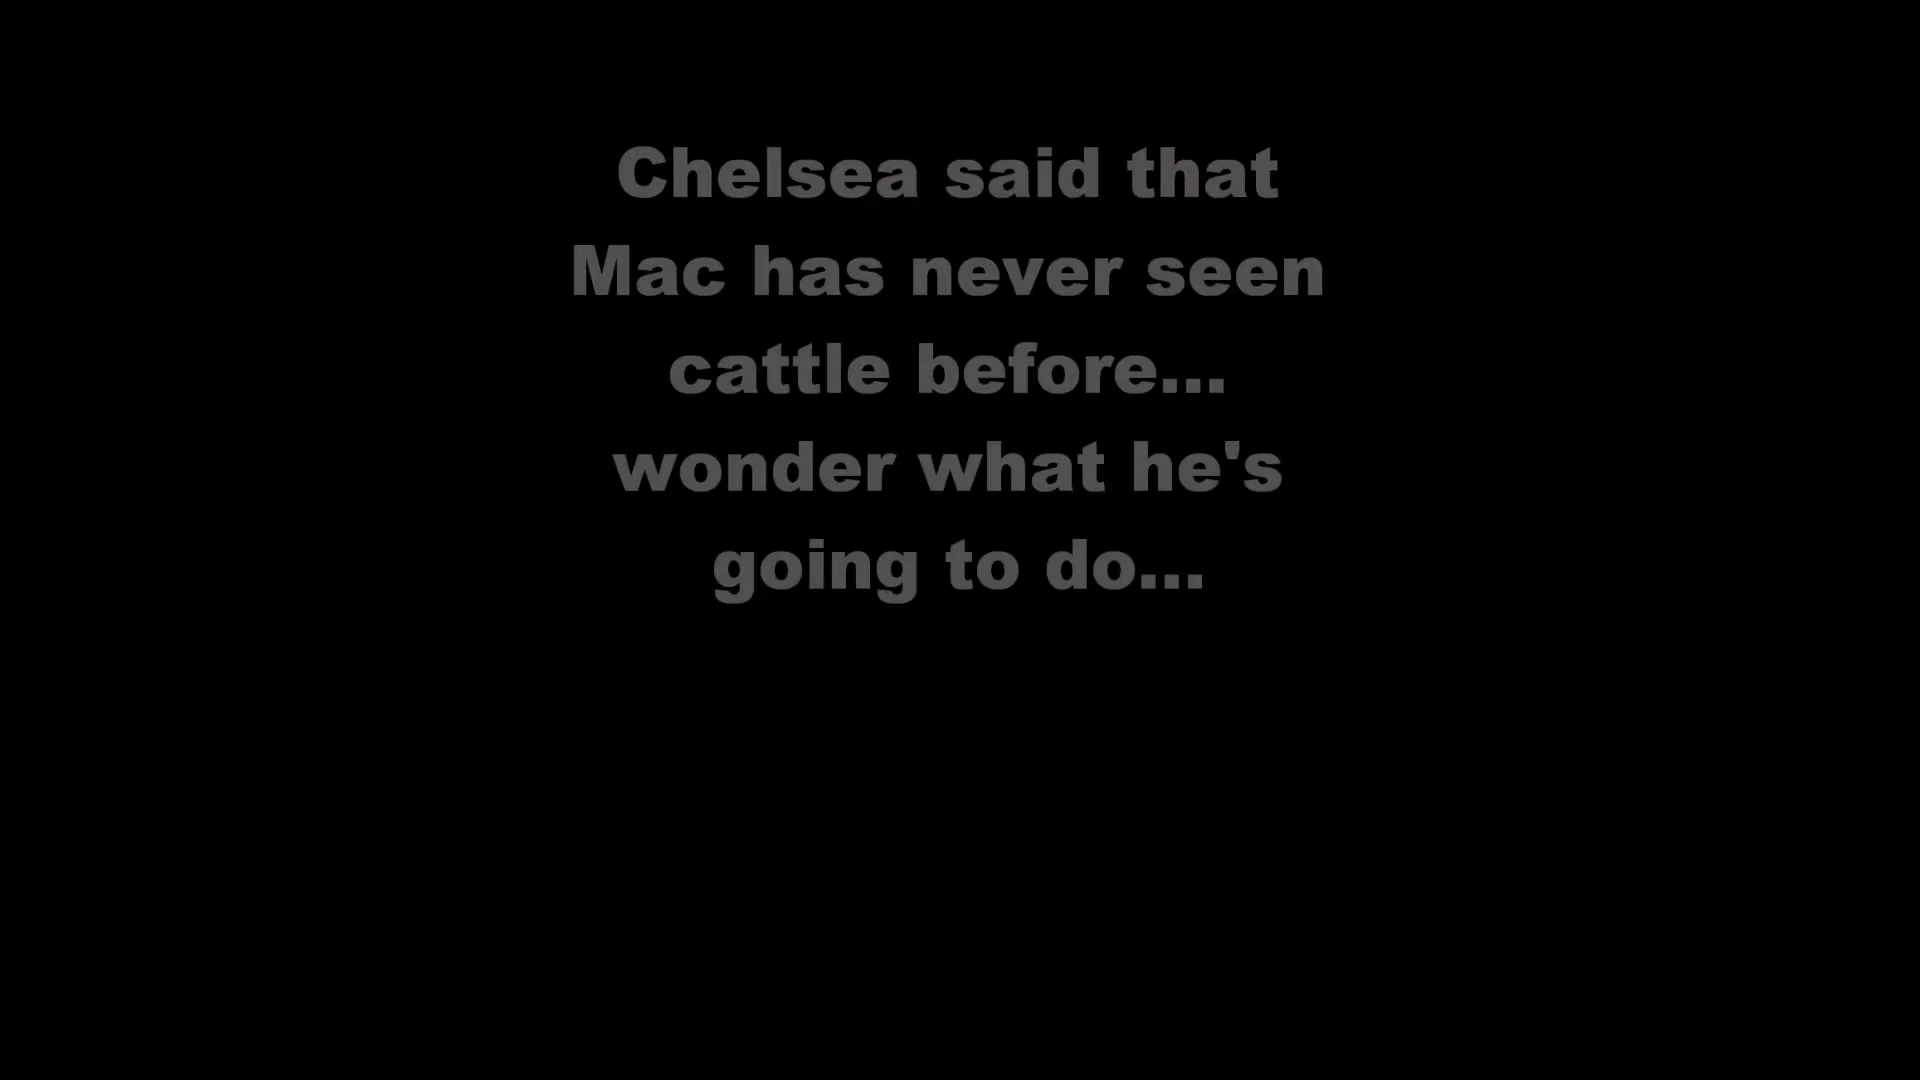 Chelsea said that
Mac has never seen
cattle before...
wonder what he's
going to do...